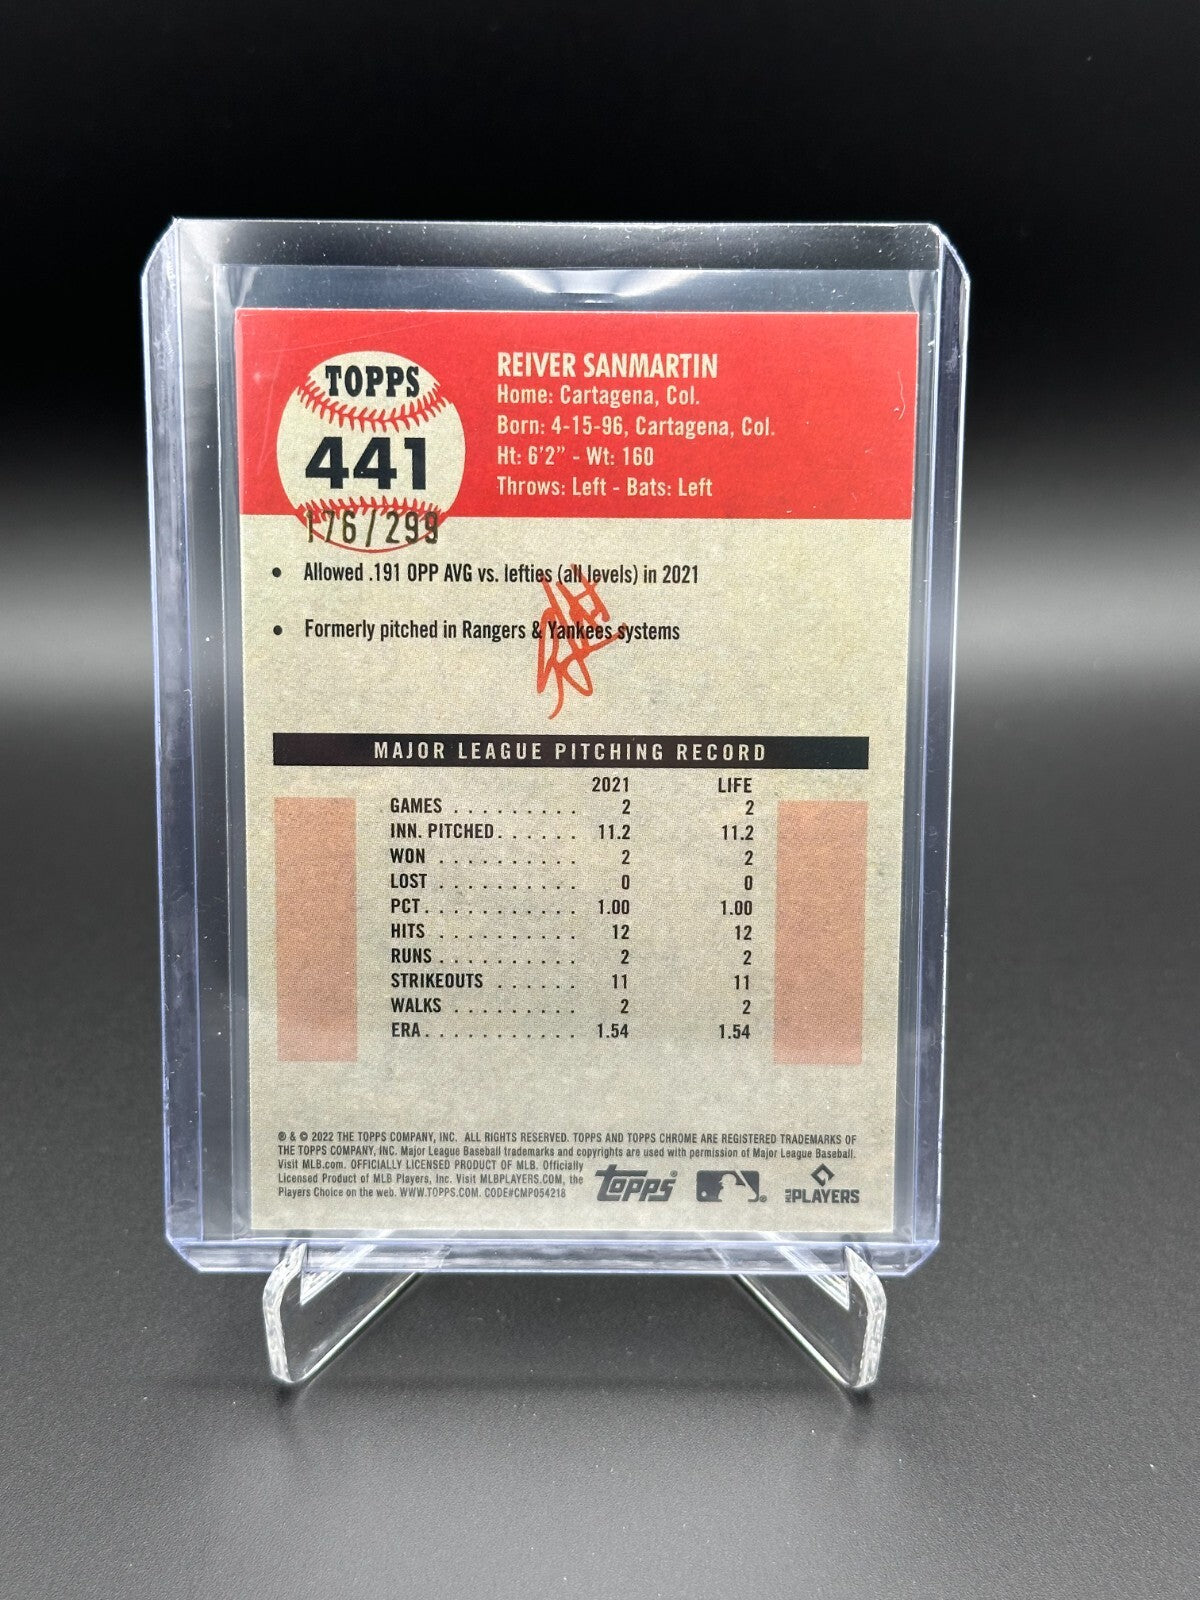 TOPPS
441
176/299
REIVER SANMARTIN
Home: Cartagena, Col.
Born: 4-15-96, Cartagena, Col.
Ht: 6'2" - Wt: 160
Throws: Left - Bats: Left
• Allowed .191 OPP AVG vs. lefties (all levels) in 2021
• Formerly pitched in Rangers & Yankees systems
MAJOR LEAGUE PITCHING RECORD
2021 LIFE
GAMES . . . . . . . . . . 2 2
INN. PITCHED . . . . . . 11.2 11.2
WON . . . . . . . . . . 2 2
LOST . . . . . . . . . . 0 0
PCT. . . . . . . . . . . 1.00 1.00
HITS . . . . . . . . . . 12 12
RUNS . . . . . . . . . . 2 2
STRIKEOUTS . . . . . . 11 11
WALKS . . . . . . . . . 2 2
ERA. . . . . . . . . . . 1.54 1.54
® & © 2022 THE TOPPS COMPANY, INC. ALL RIGHTS RESERVED. TOPPS AND TOPPS CHROME ARE REGISTERED TRADEMARKS OF
THE TOPPS COMPANY, INC. Major League Baseball trademarks and copyrights are used with permission of Major League Baseball.
Visit MLB.com. OFFICIALLY LICENSED PRODUCT OF MLB. Officially
Licensed Product of MLB Players, Inc. Visit MLBPLAYERS.COM, the
Players Choice on the web. WWW.TOPPS.COM. CODE#CMP054218
Topps®
MLB PLAYERS